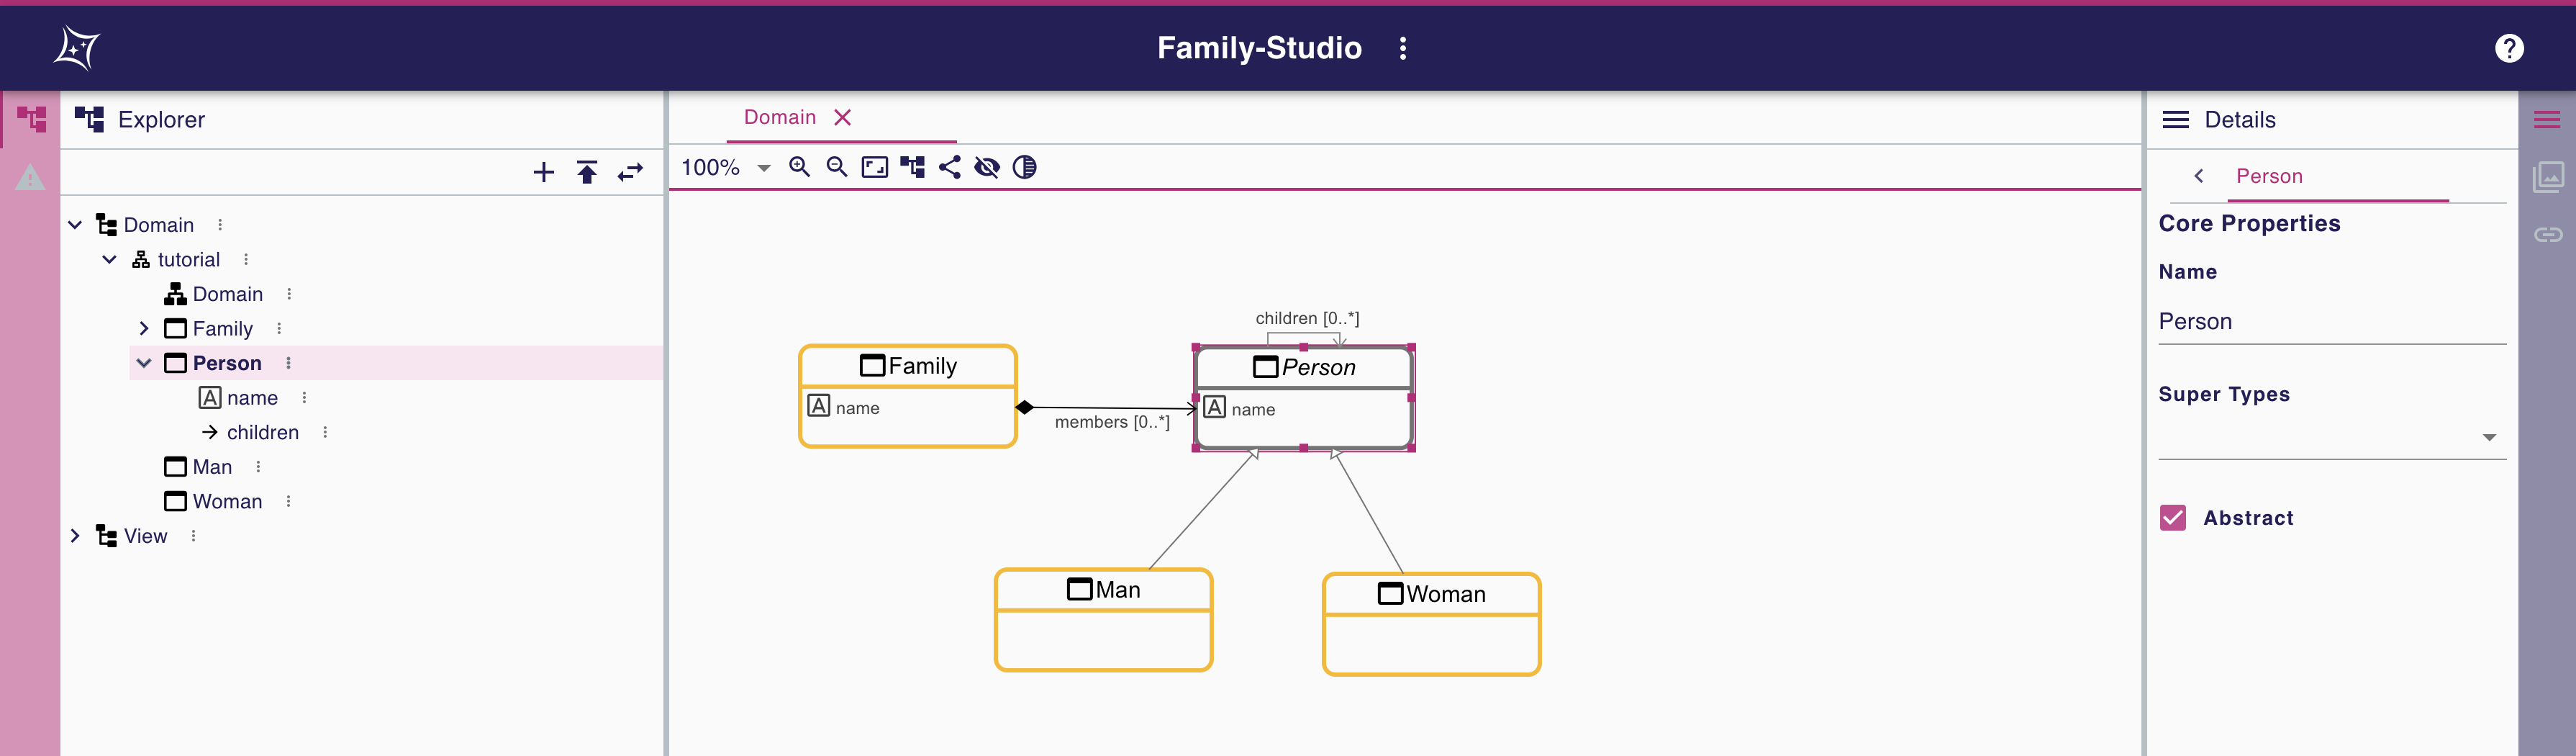 Family-Studio
Explorer
Domain
tutorial
Domain
Family
Person
name
children
Man
Woman
View
Domain
100%
children [0..*]
Family
name
members [0..*]
Person
name
Man
Woman
Details
Person
Core Properties
Name
Person
Super Types
Abstract